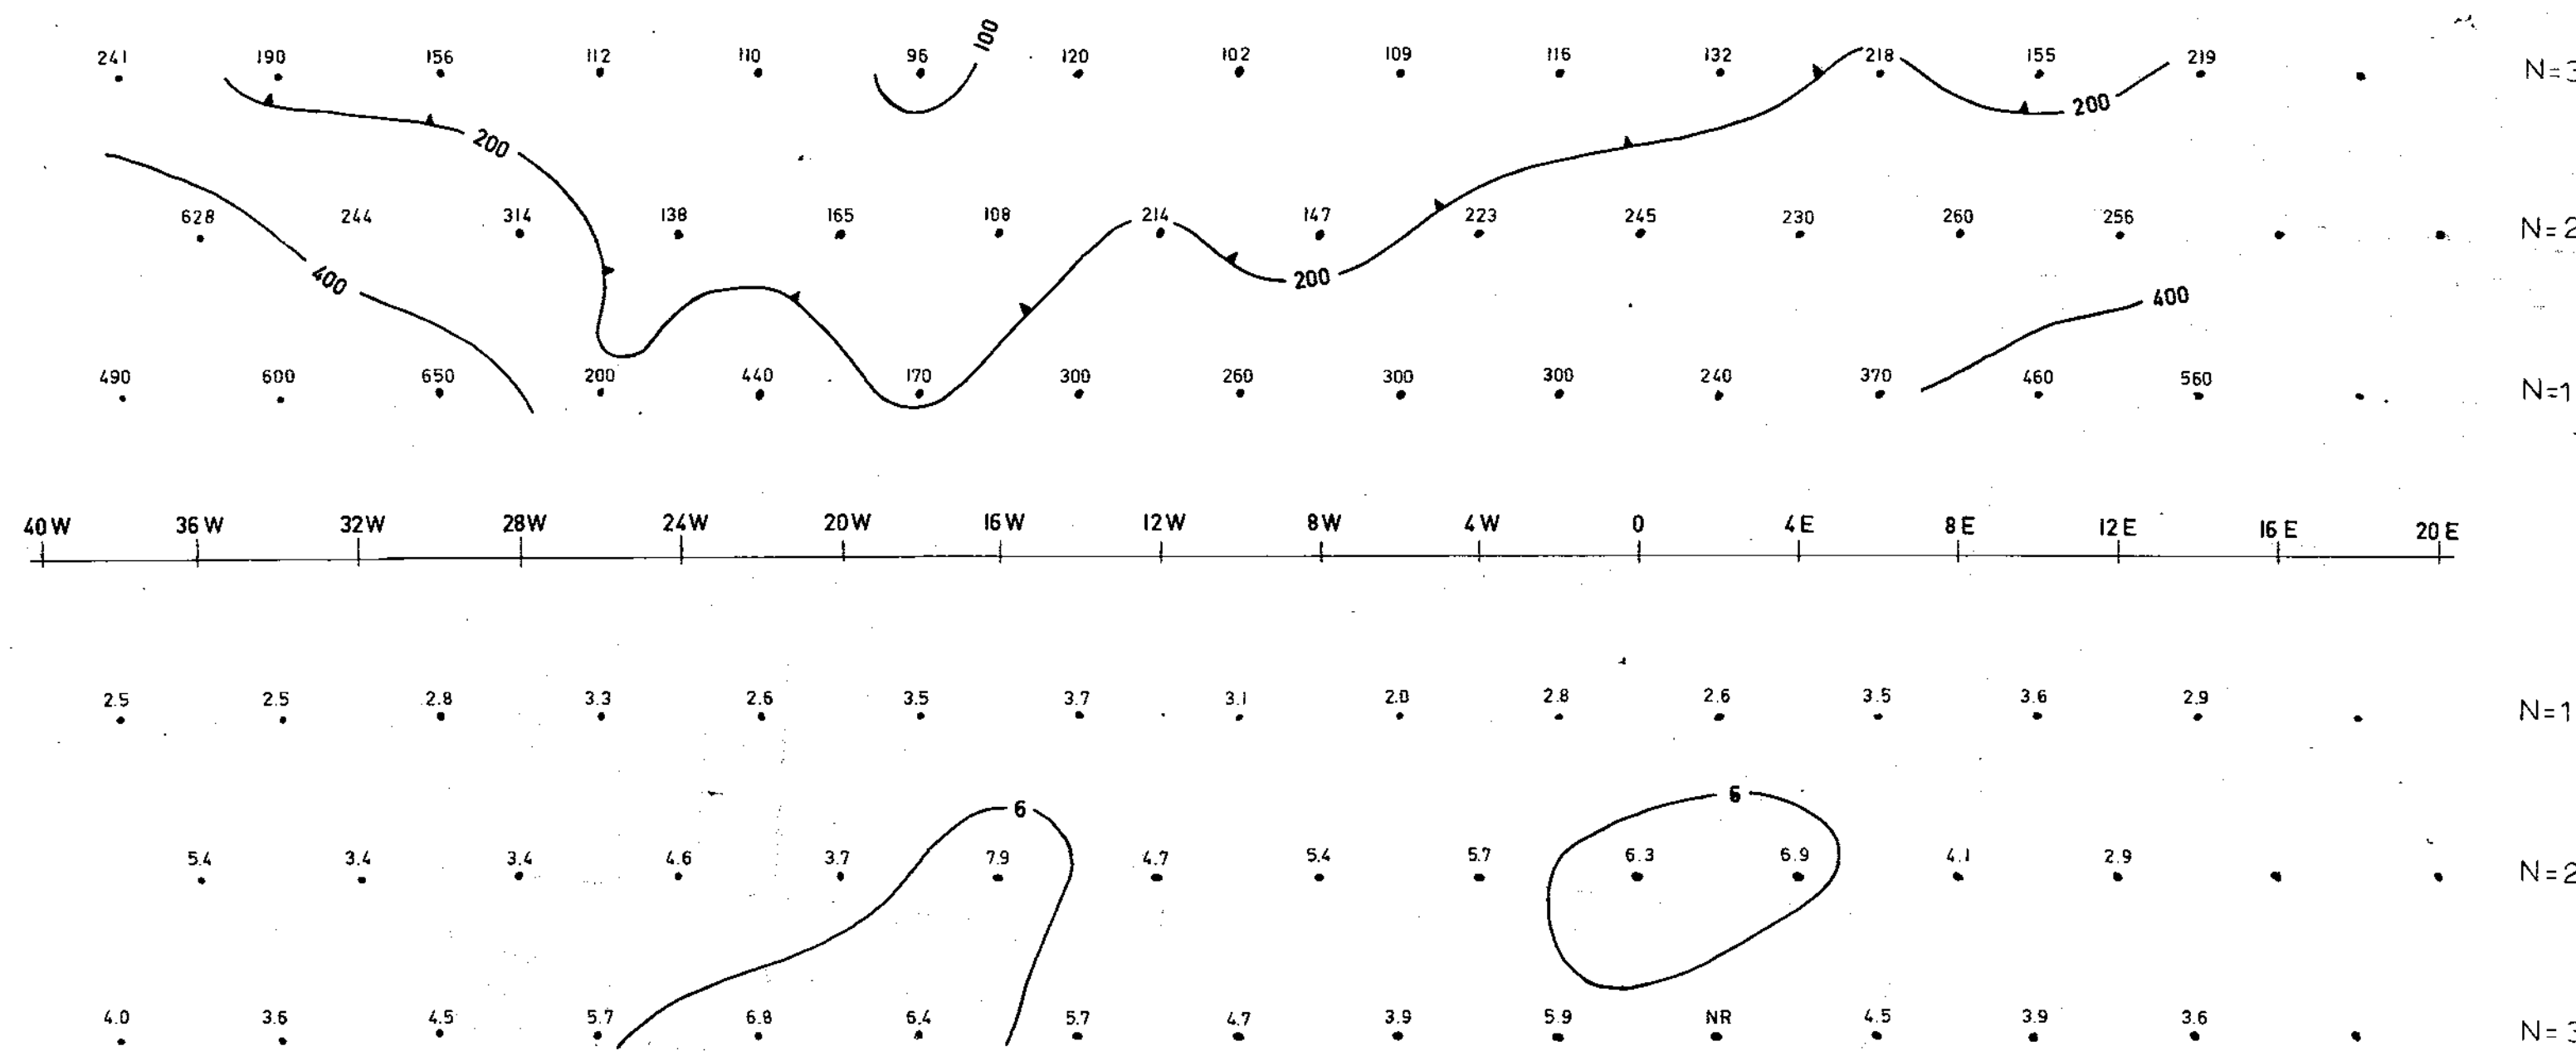 100
241 190 156 112 110 96 120 102 109 116 132 218 155 219 N=3
200 200
628 244 314 138 165 108 214 147 223 245 230 260 256 N=2
400 200 400
490 600 650 200 440 170 300 260 300 300 240 370 460 560 N=1
40W 36W 32W 28W 24W 20W 16W 12W 8W 4W 0 4E 8E 12E 16E 20E
2.5 2.5 2.8 3.3 2.6 3.5 3.7 3.1 2.0 2.8 2.6 3.5 3.6 2.9 N=1
6 6
5.4 3.4 3.4 4.6 3.7 7.9 4.7 5.4 5.7 6.3 6.9 4.1 2.9 N=2
4.0 3.6 4.5 5.7 6.8 6.4 5.7 4.7 3.9 5.9 NR 4.5 3.9 3.6 N=3